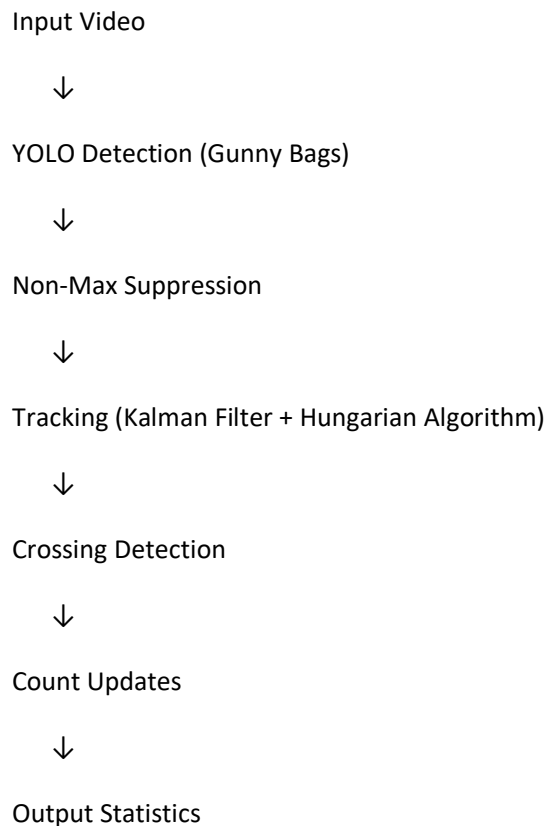 Input Video
↓
YOLO Detection (Gunny Bags)
↓
Non-Max Suppression
↓
Tracking (Kalman Filter + Hungarian Algorithm)
↓
Crossing Detection
↓
Count Updates
↓
Output Statistics